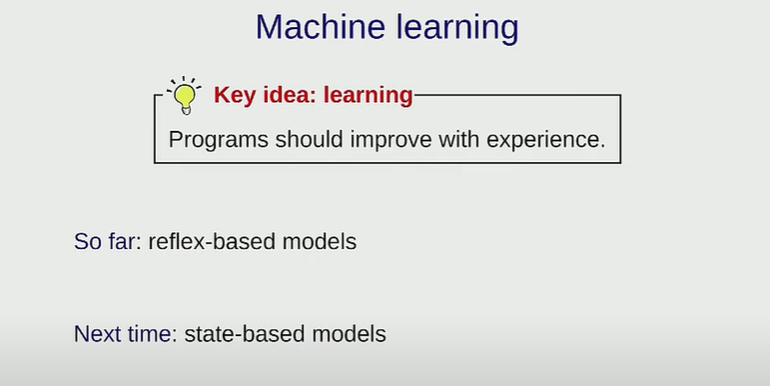 Machine learning
Key idea: learning
Programs should improve with experience.
So far: reflex-based models
Next time: state-based models